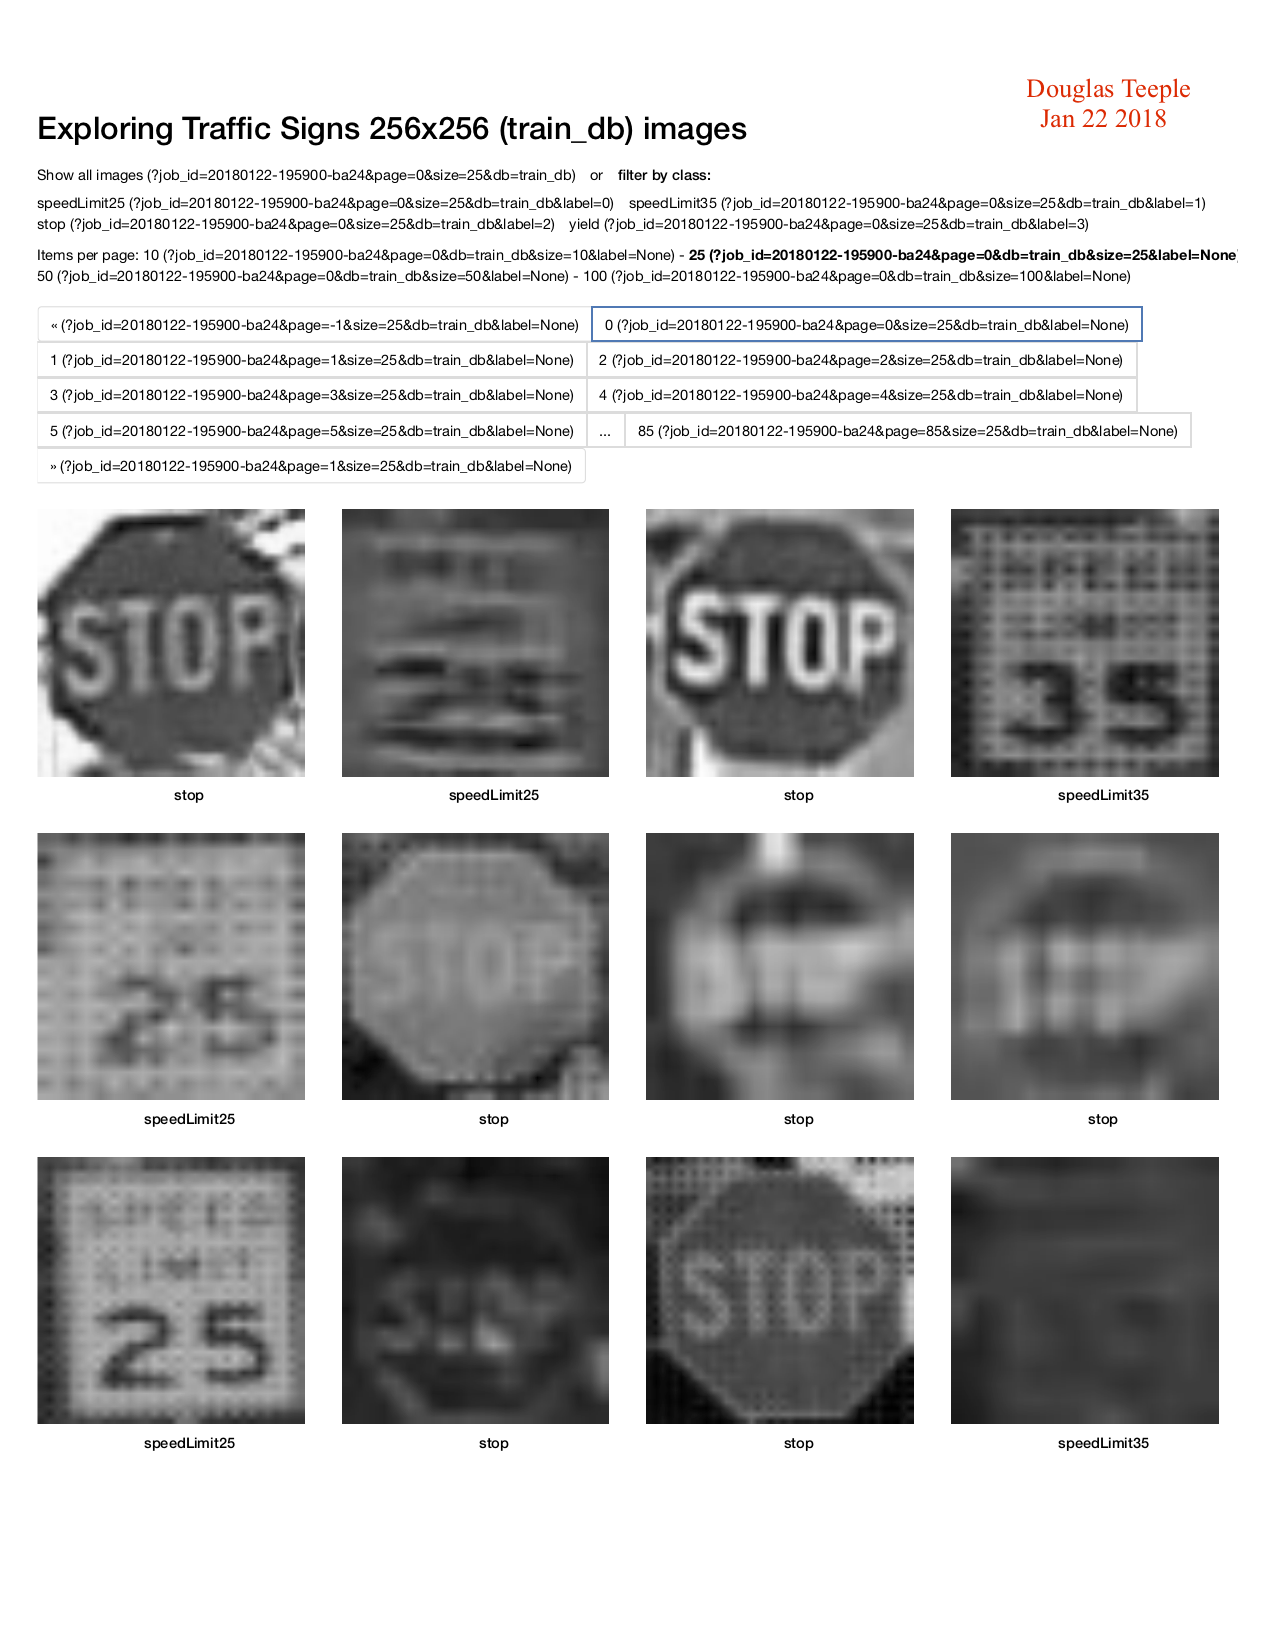 Douglas Teeple
Jan 22 2018
Exploring Traffic Signs 256x256 (train_db) images
Show all images (?job_id=20180122-195900-ba24&page=0&size=25&db=train_db) or filter by class:
speedLimit25 (?job_id=20180122-195900-ba24&page=0&size=25&db=train_db&label=0) speedLimit35 (?job_id=20180122-195900-ba24&page=0&size=25&db=train_db&label=1)
stop (?job_id=20180122-195900-ba24&page=0&size=25&db=train_db&label=2) yield (?job_id=20180122-195900-ba24&page=0&size=25&db=train_db&label=3)
Items per page: 10 (?job_id=20180122-195900-ba24&page=0&db=train_db&size=10&label=None) - 25 (?job_id=20180122-195900-ba24&page=0&db=train_db&size=25&label=None)
50 (?job_id=20180122-195900-ba24&page=0&db=train_db&size=50&label=None) - 100 (?job_id=20180122-195900-ba24&page=0&db=train_db&size=100&label=None)
« (?job_id=20180122-195900-ba24&page=-1&size=25&db=train_db&label=None) 0 (?job_id=20180122-195900-ba24&page=0&size=25&db=train_db&label=None)
1 (?job_id=20180122-195900-ba24&page=1&size=25&db=train_db&label=None) 2 (?job_id=20180122-195900-ba24&page=2&size=25&db=train_db&label=None)
3 (?job_id=20180122-195900-ba24&page=3&size=25&db=train_db&label=None) 4 (?job_id=20180122-195900-ba24&page=4&size=25&db=train_db&label=None)
5 (?job_id=20180122-195900-ba24&page=5&size=25&db=train_db&label=None) ... 85 (?job_id=20180122-195900-ba24&page=85&size=25&db=train_db&label=None)
» (?job_id=20180122-195900-ba24&page=1&size=25&db=train_db&label=None)
STOP STOP 35
stop speedLimit25 stop speedLimit35
25 STOP
speedLimit25 stop stop stop
SPEED
LIMIT
25 STOP STOP
speedLimit25 stop stop speedLimit35